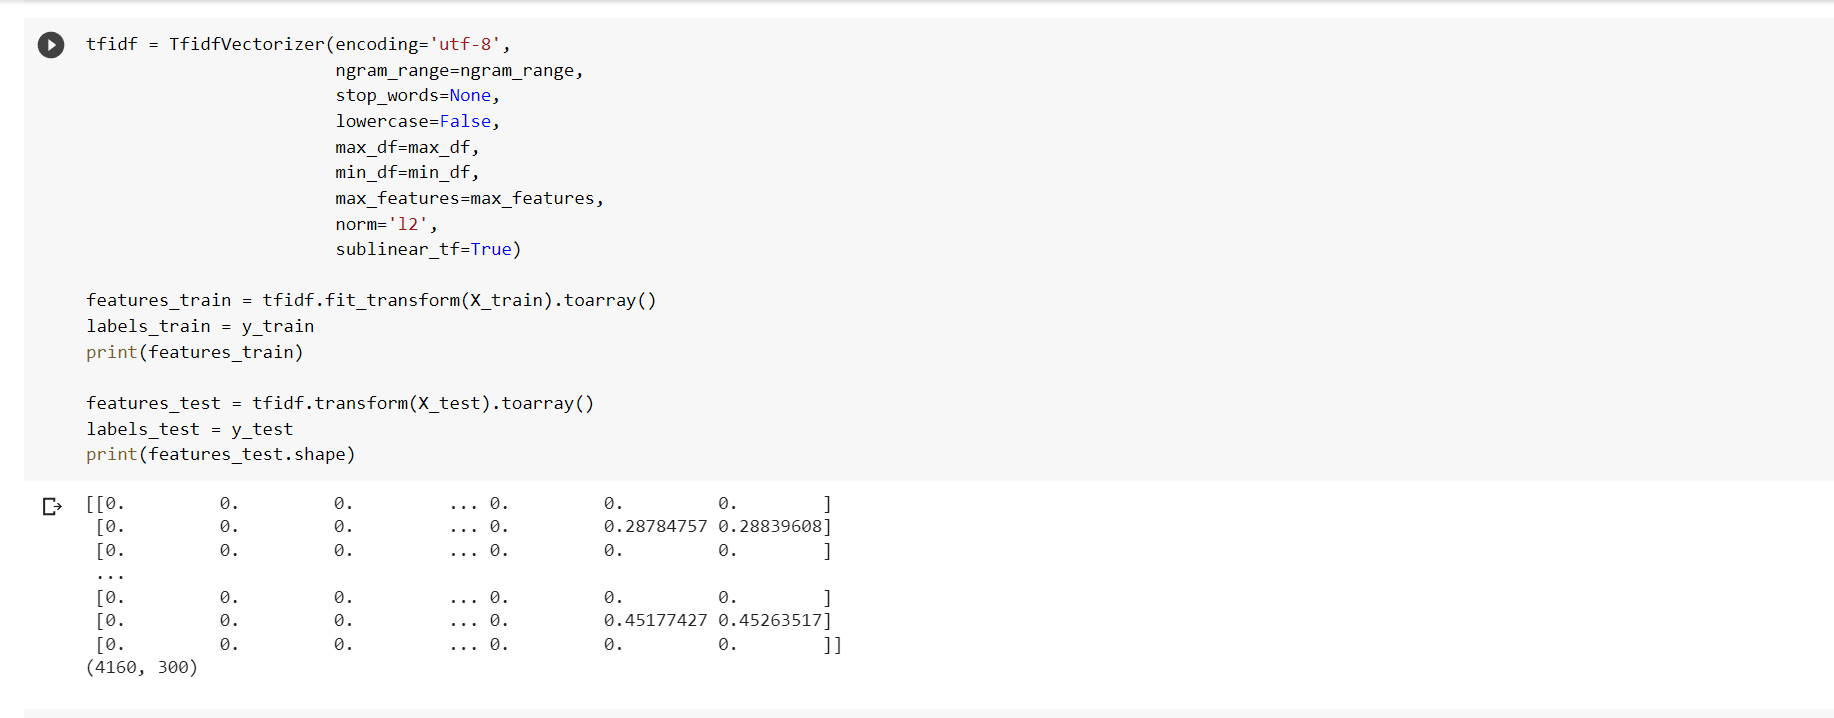 tfidf = TfidfVectorizer(encoding='utf-8',
                        ngram_range=ngram_range,
                        stop_words=None,
                        lowercase=False,
                        max_df=max_df,
                        min_df=min_df,
                        max_features=max_features,
                        norm='l2',
                        sublinear_tf=True)
features_train = tfidf.fit_transform(X_train).toarray()
labels_train = y_train
print(features_train)
features_test = tfidf.transform(X_test).toarray()
labels_test = y_test
print(features_test.shape)
[[0.         0.         0.         ... 0.         0.         0.        ]
 [0.         0.         0.         ... 0.         0.28784757 0.28839608]
 [0.         0.         0.         ... 0.         0.         0.        ]
 ...
 [0.         0.         0.         ... 0.         0.         0.        ]
 [0.         0.         0.         ... 0.         0.45177427 0.45263517]
 [0.         0.         0.         ... 0.         0.         0.        ]]
(4160, 300)